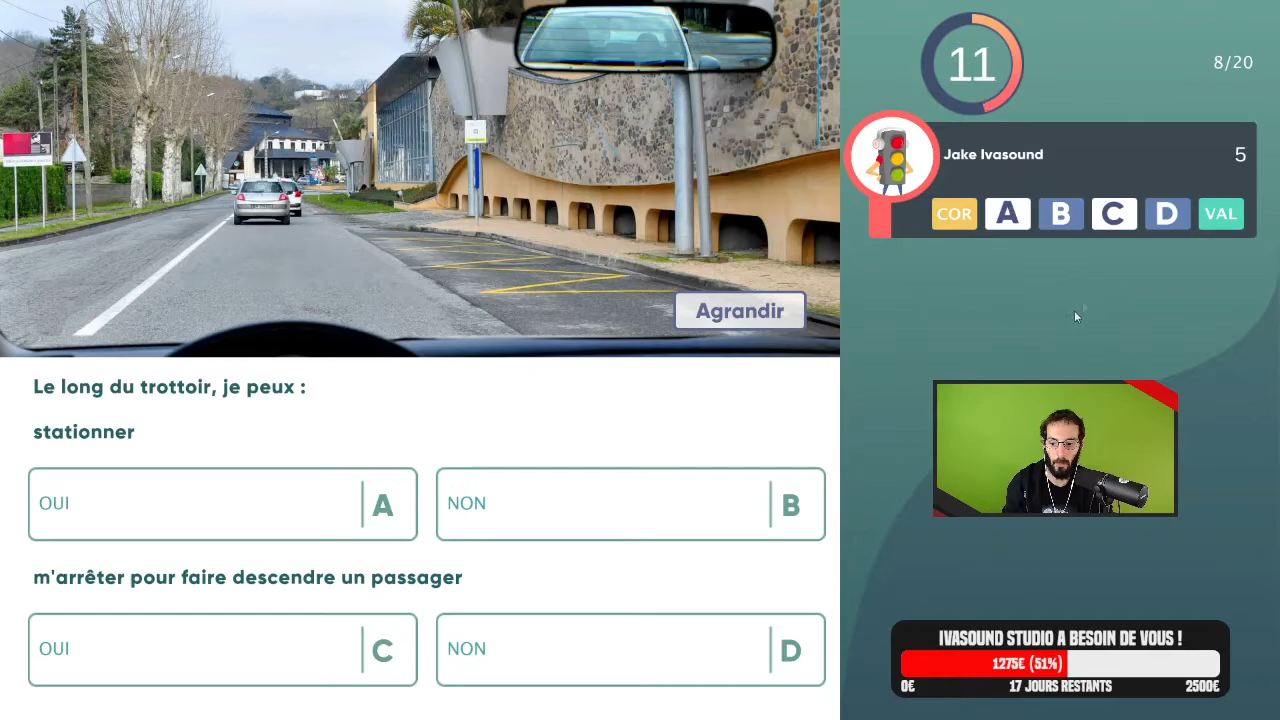 11
8/20
Jake Ivasound
5
COR
A
B
C
D
VAL
Agrandir
Le long du trottoir, je peux :
stationner
OUI
A
NON
B
m'arrêter pour faire descendre un passager
OUI
C
NON
D
IVASOUND STUDIO A BESOIN DE VOUS !
1275€ (51%)
0€
17 JOURS RESTANTS
2500€